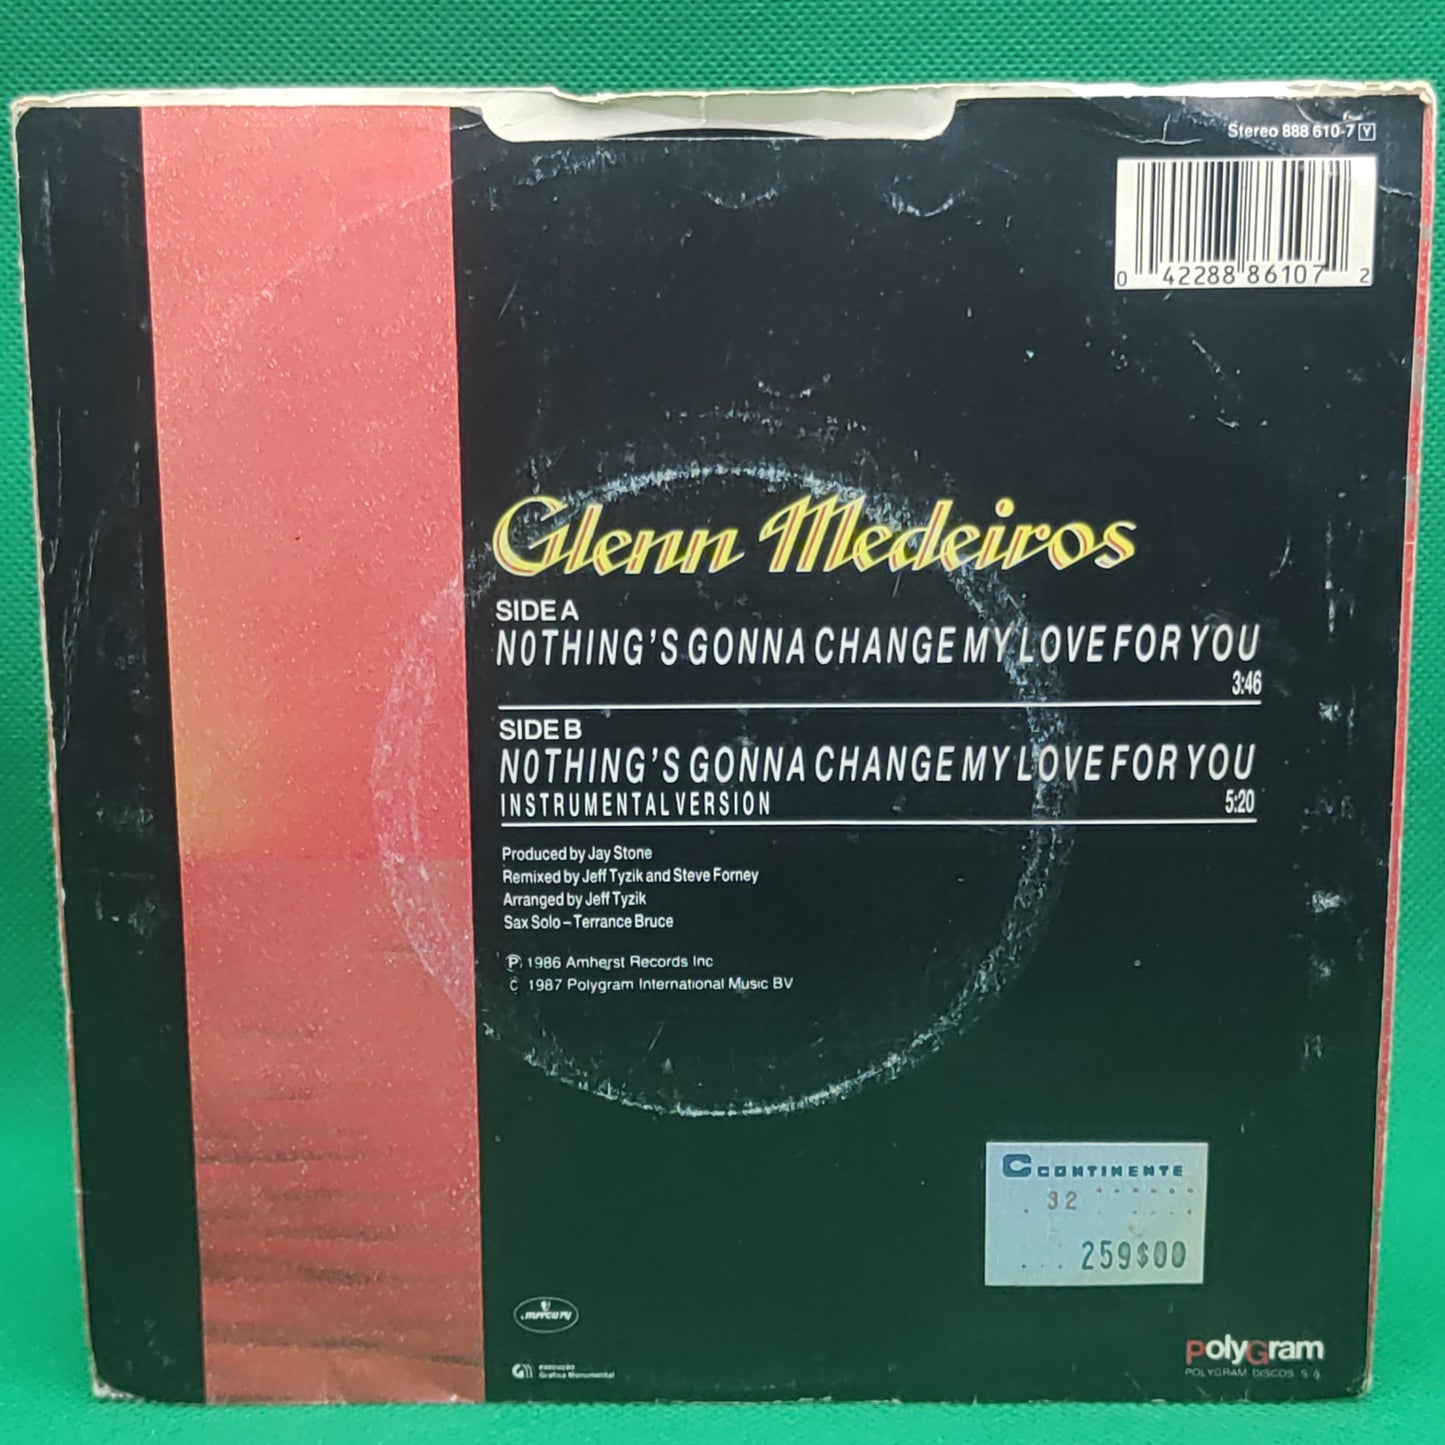 Stereo 888 610-7 Y
0 42288 86107 2
Glenn Medeiros
SIDE A
NOTHING'S GONNA CHANGE MY LOVE FOR YOU
3:46
SIDE B
NOTHING'S GONNA CHANGE MY LOVE FOR YOU
INSTRUMENTAL VERSION 5:20
Produced by Jay Stone
Remixed by Jeff Tyzik and Steve Forney
Arranged by Jeff Tyzik
Sax Solo – Terrance Bruce
Ⓟ 1986 Amherst Records Inc
© 1987 Polygram International Music BV
C CONTINENTE
32
259$00
mercury
PolyGram
POLYGRAM DISCOS S A
execução
Gráfica Monumental